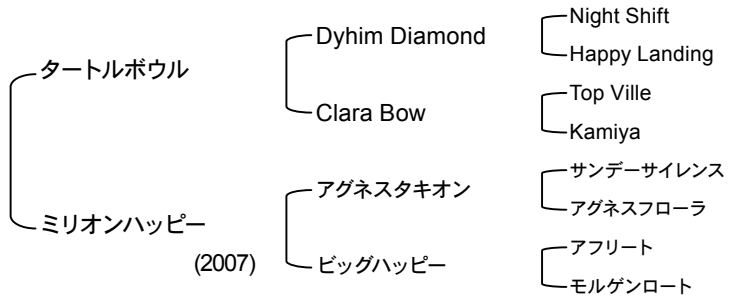 タートルボウル
Dyhim Diamond
Night Shift
Happy Landing
Clara Bow
Top Ville
Kamiya
ミリオンハッピー
(2007)
アグネスタキオン
サンデーサイレンス
アグネスフローラ
ビッグハッピー
アフリート
モルゲンロート